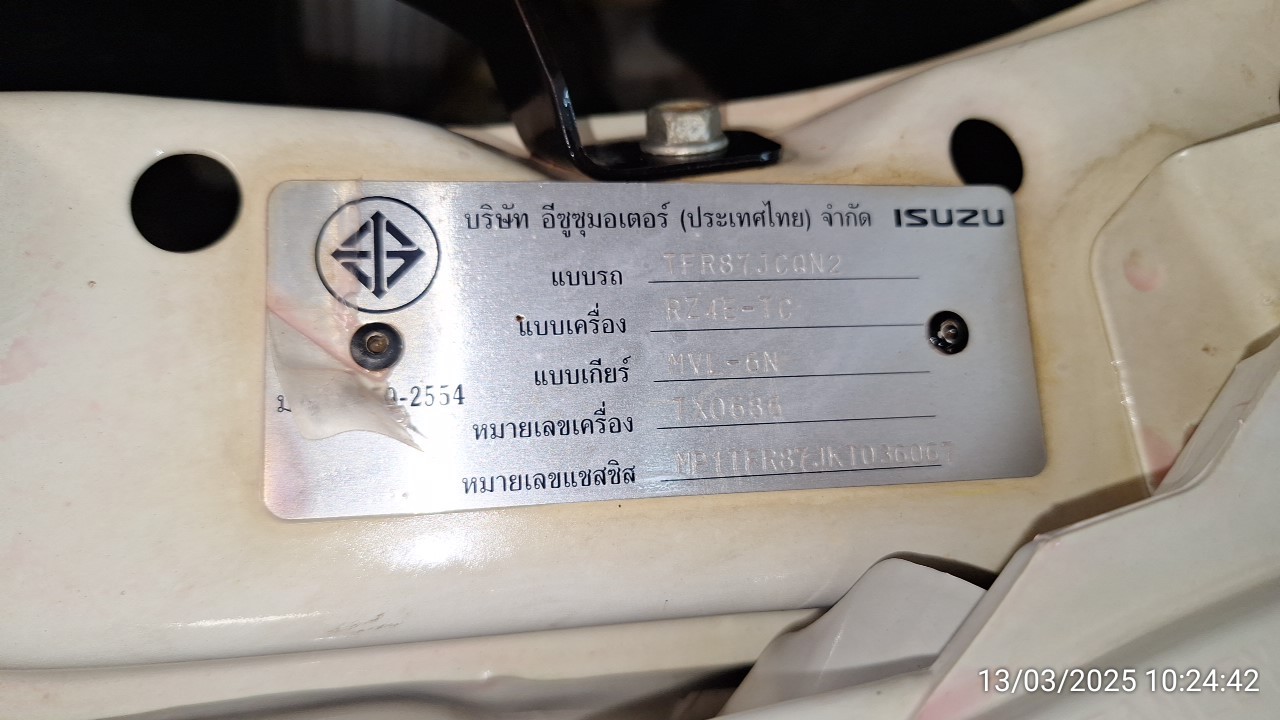 บริษัท อีซูซุมอเตอร์ (ประเทศไทย) จำกัด ISUZU
แบบรถ TFR87JCQN2
แบบเครื่อง RZ4E-TC
แบบเกียร์ MVL-6N
-2554
หมายเลขเครื่อง
หมายเลขแชสซิส
13/03/2025 10:24:42